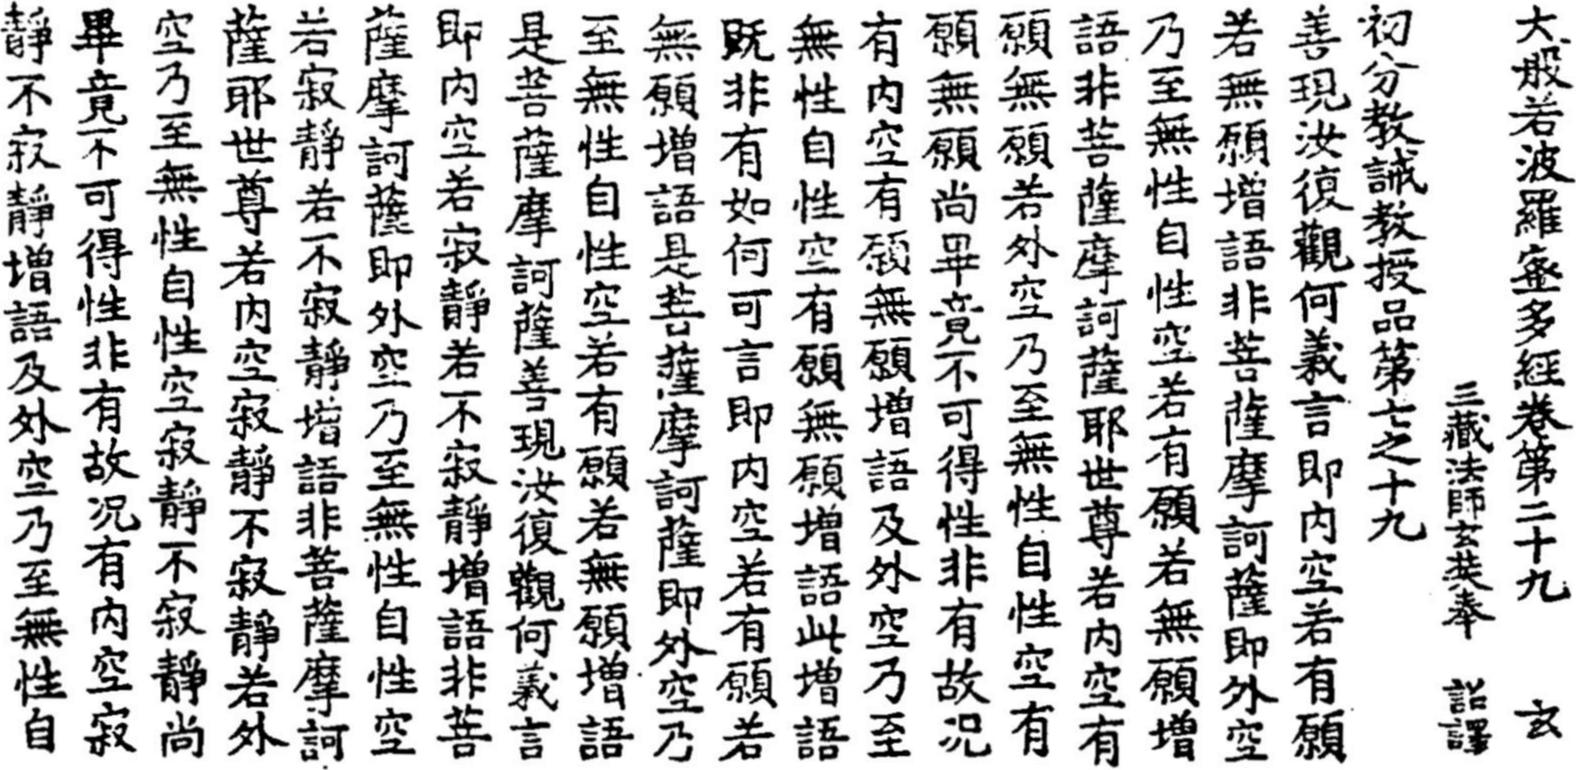 大般若波羅蜜多經卷第二十九　玄
三藏法師玄奘奉　詔譯
初分教誡教授品第七之十九
善現汝復觀何義言即內空若有願
若無願增語非菩薩摩訶薩即外空
乃至無性自性空若有願若無願增
語非菩薩摩訶薩耶世尊若內空有
願無願若外空乃至無性自性空有
願無願尚畢竟不可得性非有故况
有內空有願無願增語及外空乃至
無性自性空有願無願增語此增語
既非有如何可言即內空若有願若
無願增語是菩薩摩訶薩即外空乃
至無性自性空若有願若無願增語
是菩薩摩訶薩善現汝復觀何義言
即內空若寂靜若不寂靜增語非菩
薩摩訶薩即外空乃至無性自性空
若寂靜若不寂靜增語非菩薩摩訶
薩耶世尊若內空寂靜不寂靜若外
空乃至無性自性空寂靜不寂靜尚
畢竟不可得性非有故况有內空寂
靜不寂靜增語及外空乃至無性自